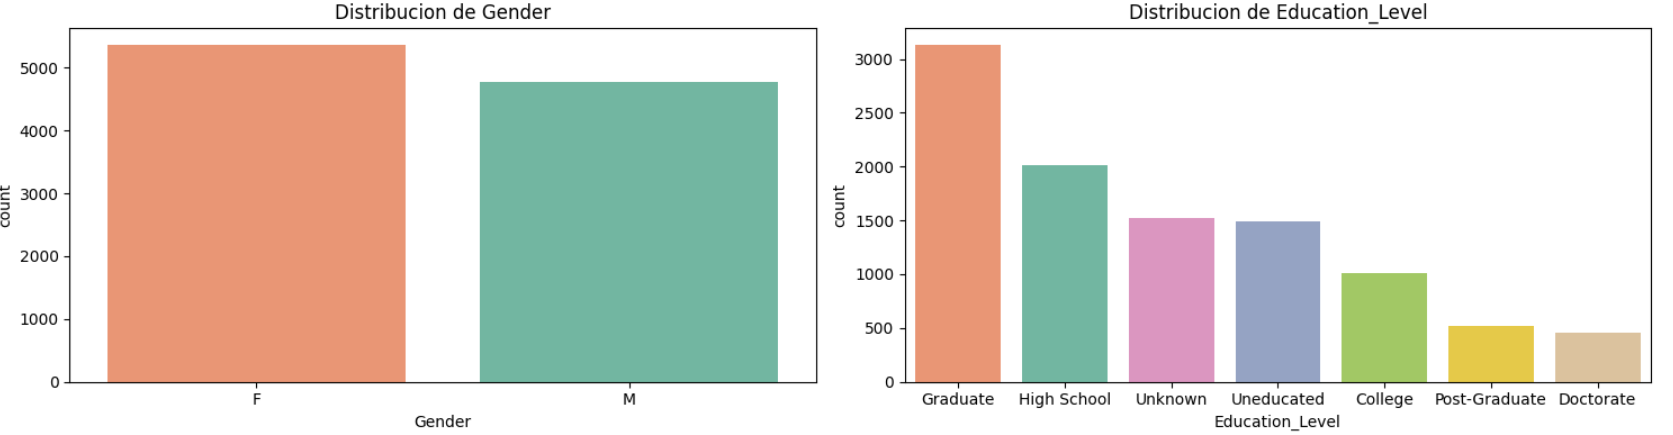 Distribucion de Gender
5000
4000
3000
2000
1000
0
count
F
M
Gender
Distribucion de Education_Level
3000
2500
2000
1500
1000
500
0
count
Graduate
High School
Unknown
Uneducated
College
Post-Graduate
Doctorate
Education_Level